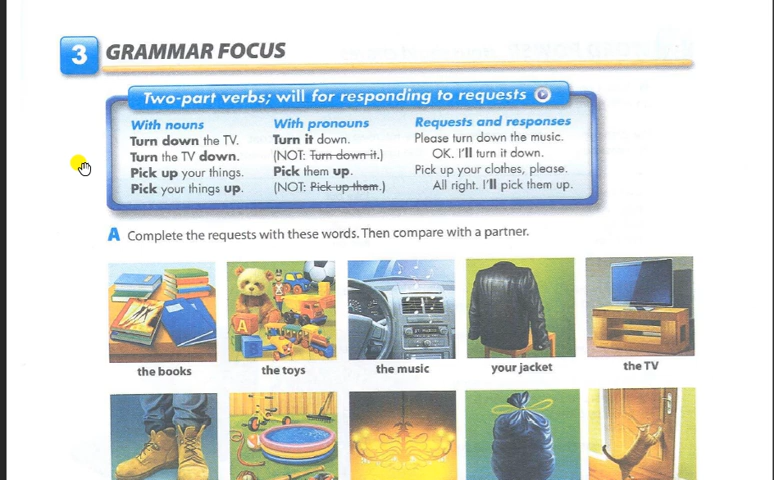 3 GRAMMAR FOCUS
Two-part verbs; will for responding to requests
With nouns
Turn down the TV.
Turn the TV down.
Pick up your things.
Pick your things up.
With pronouns
Turn it down.
(NOT: Turn down it.)
Pick them up.
(NOT: Pick up them.)
Requests and responses
Please turn down the music.
OK. I'll turn it down.
Pick up your clothes, please.
All right. I'll pick them up.
A Complete the requests with these words. Then compare with a partner.
the books
the toys
the music
your jacket
the TV